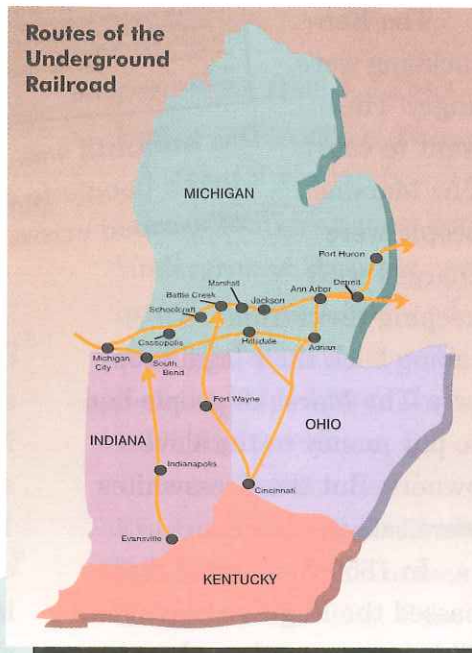 Routes of the
Underground
Railroad
MICHIGAN
Port Huron
Marshall
Battle Creek
Ann Arbor
Detroit
Jackson
Schoolcraft
Cassopolis
Hillsdale
Adrian
Michigan
City
South
Bend
Fort Wayne
OHIO
INDIANA
Indianapolis
Cincinnati
Evansville
KENTUCKY